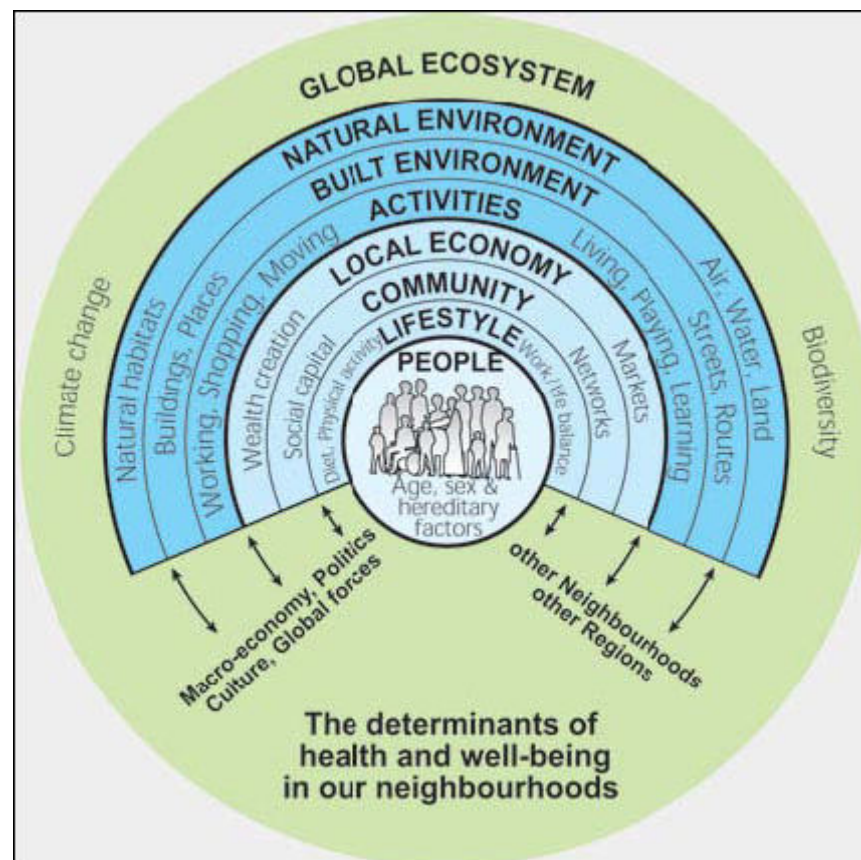 GLOBAL ECOSYSTEM
NATURAL ENVIRONMENT
BUILT ENVIRONMENT
ACTIVITIES
LOCAL ECONOMY
COMMUNITY
LIFESTYLE
PEOPLE
Age, sex &
hereditary
factors
Climate change
Natural habitats
Buildings, Places
Working, Shopping, Moving
Wealth creation
Social capital
Diet, Physical activity
Work/life balance
Networks
Markets
Living, Playing, Learning
Streets, Routes
Air, Water, Land
Biodiversity
Macro-economy, Politics
Culture, Global forces
other Neighbourhoods
other Regions
The determinants of
health and well-being
in our neighbourhoods